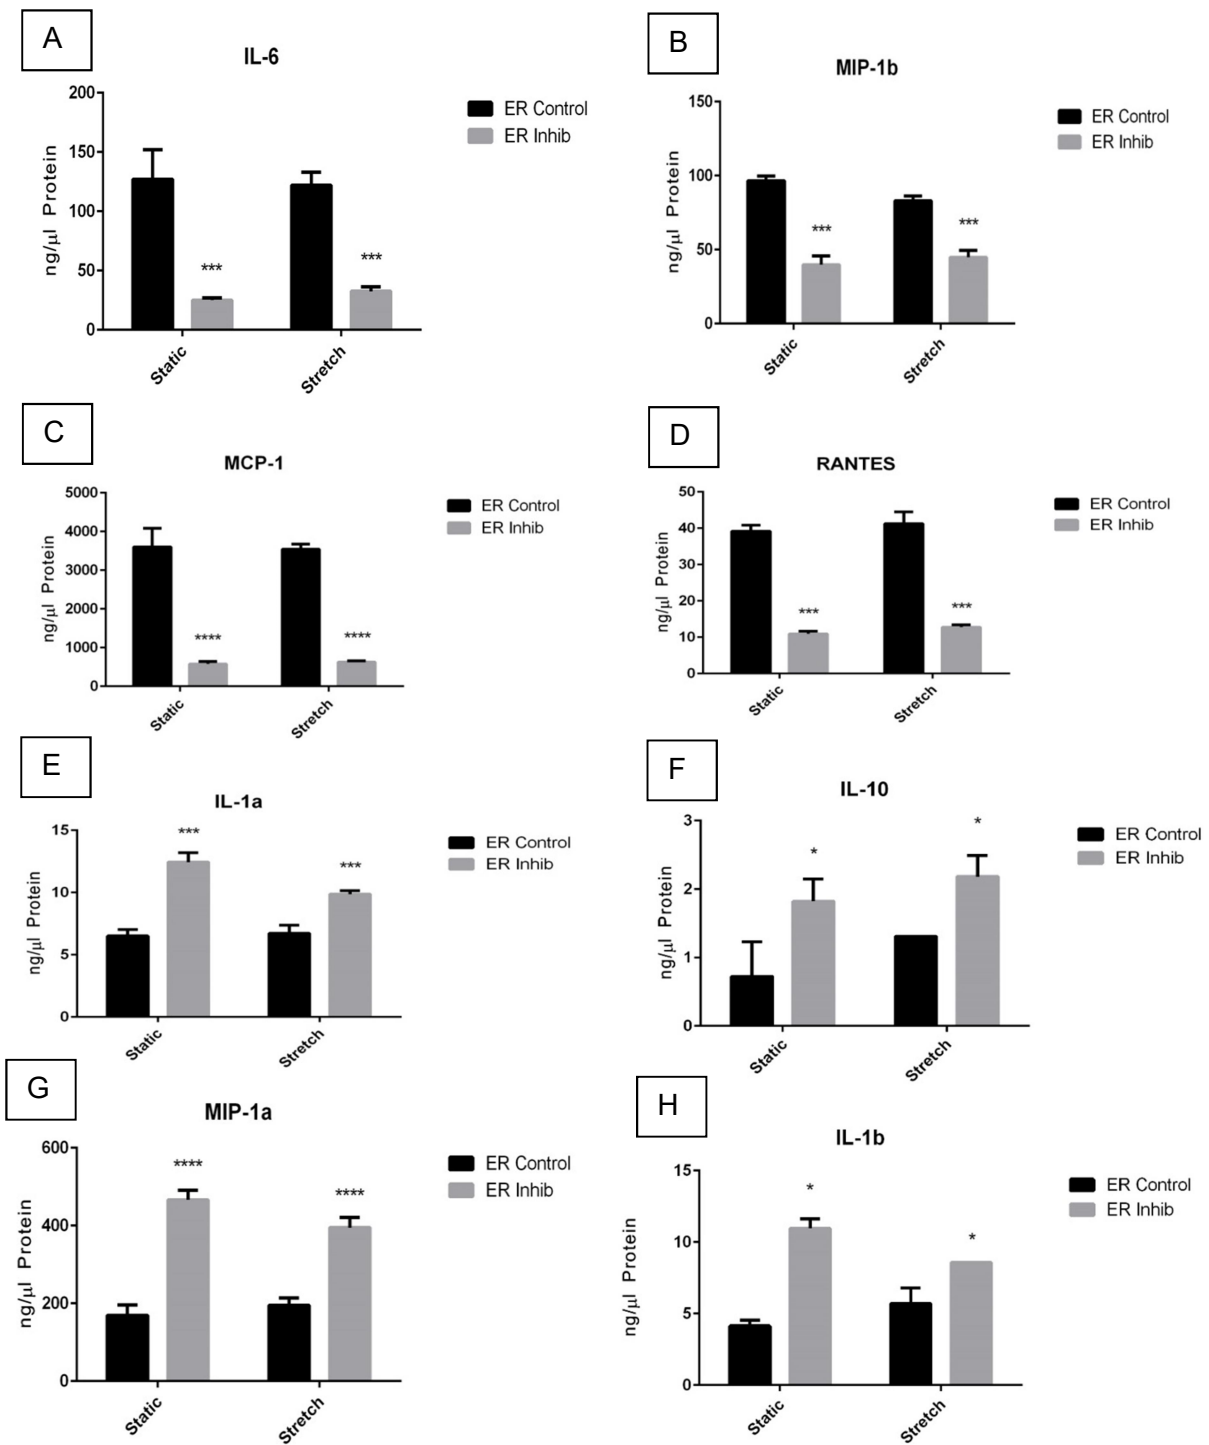 A
IL-6
200
150
100
50
0
ng/µl Protein
***
***
Static
Stretch
ER Control
ER Inhib
B
MIP-1b
150
100
50
0
ng/µl Protein
***
***
Static
Stretch
ER Control
ER Inhib
C
MCP-1
5000
4000
3000
2000
1000
0
ng/µl Protein
****
****
Static
Stretch
ER Control
ER Inhib
D
RANTES
50
40
30
20
10
0
ng/µl Protein
***
***
Static
Stretch
ER Control
ER Inhib
E
IL-1a
15
10
5
0
ng/µl Protein
***
***
Static
Stretch
ER Control
ER Inhib
F
IL-10
3
2
1
0
ng/µl Protein
*
*
Static
Stretch
ER Control
ER Inhib
G
MIP-1a
600
400
200
0
ng/µl Protein
****
****
Static
Stretch
ER Control
ER Inhib
H
IL-1b
15
10
5
0
ng/µl Protein
*
*
Static
Stretch
ER Control
ER Inhib